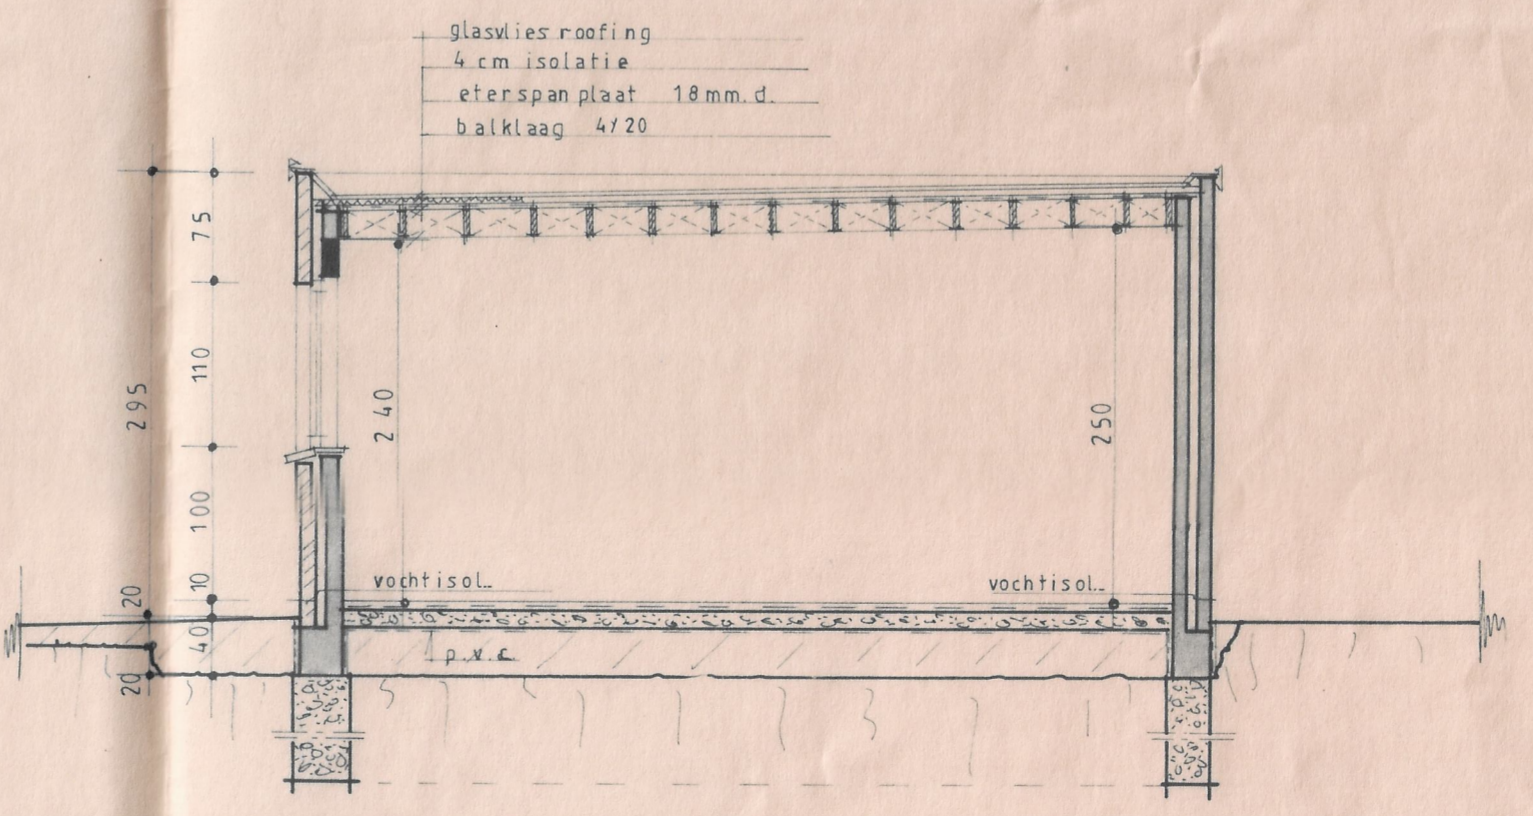 glasvlies roofing
4 cm isolatie
eterspan plaat 18 mm. d.
balklaag 4/20
75
110
295
240
250
100
vochtisol..
vochtisol..
10
20
40
p.v.c.
20